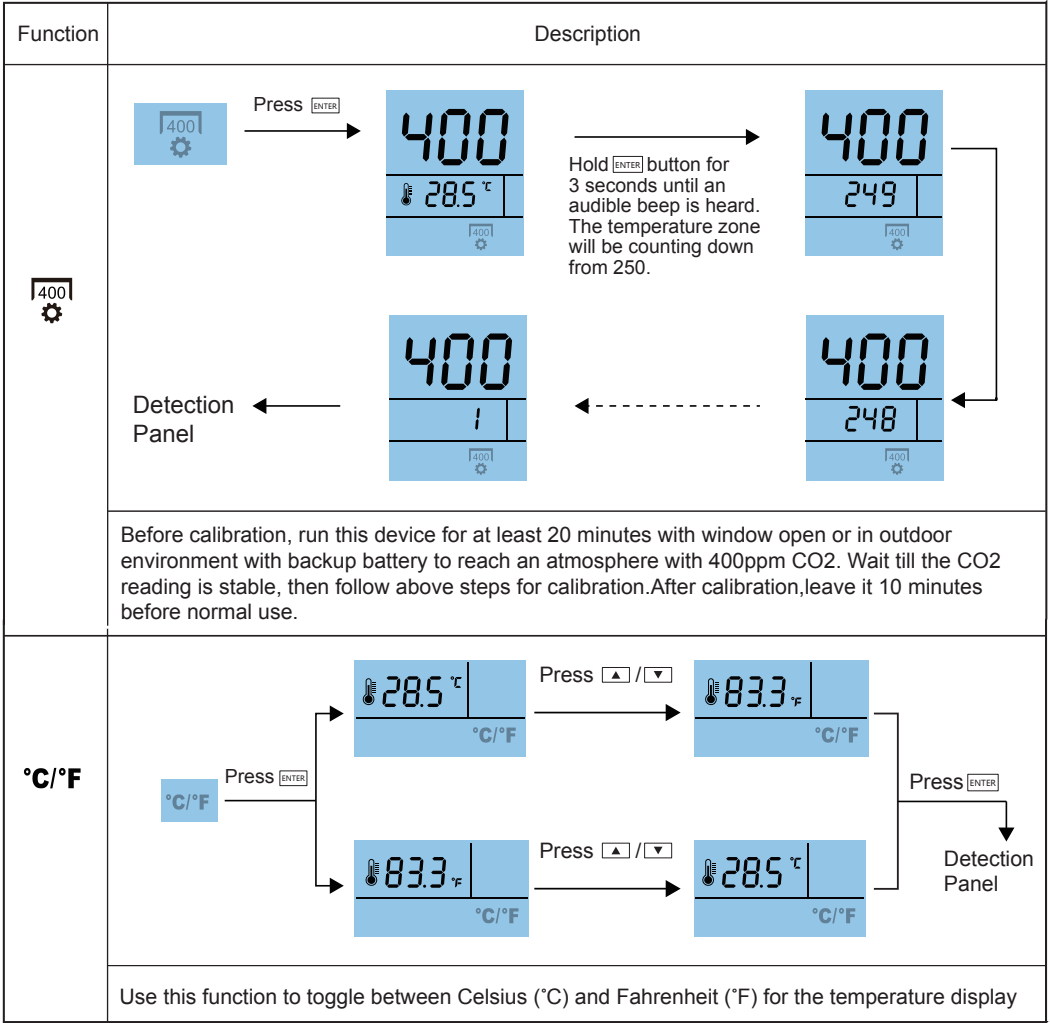 Function
Description
400
Press ENTER
400
28.5 ℃
400
Hold ENTER button for
3 seconds until an
audible beep is heard.
The temperature zone
will be counting down
from 250.
400
249
400
400
Detection
Panel
400
1
400
400
248
400
Before calibration, run this device for at least 20 minutes with window open or in outdoor
environment with backup battery to reach an atmosphere with 400ppm CO2. Wait till the CO2
reading is stable, then follow above steps for calibration.After calibration,leave it 10 minutes
before normal use.
°C/°F
°C/°F
Press ENTER
28.5 ℃
°C/°F
Press ▲ / ▼
83.3 °F
°C/°F
83.3 °F
°C/°F
Press ▲ / ▼
28.5 ℃
°C/°F
Press ENTER
Detection
Panel
Use this function to toggle between Celsius (°C) and Fahrenheit (°F) for the temperature display